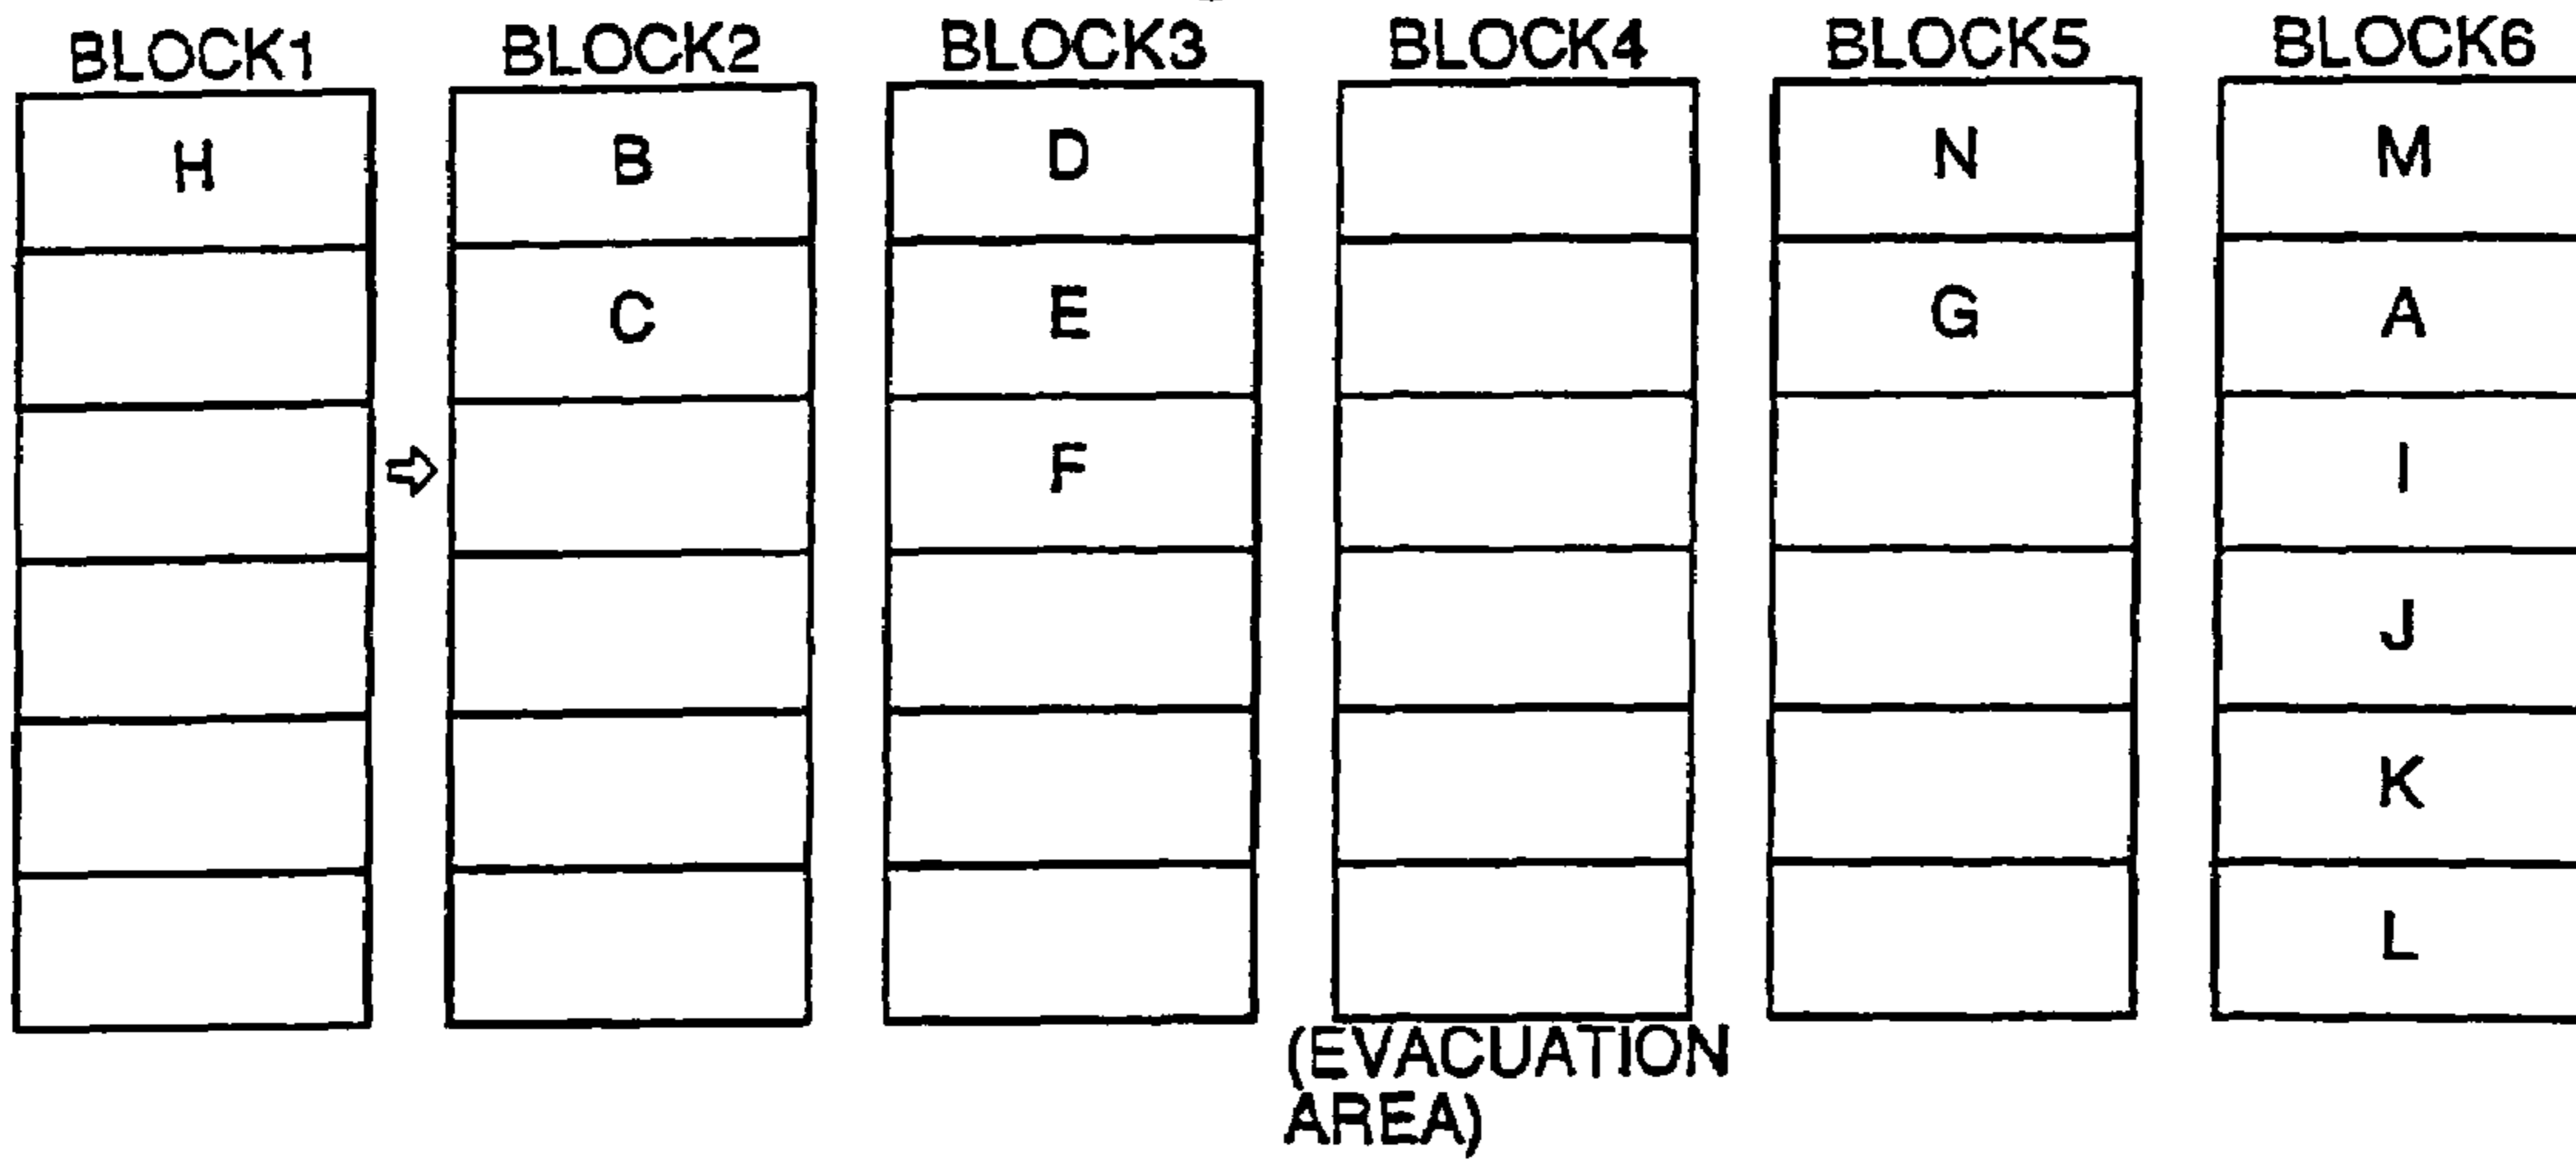 BLOCK1 BLOCK2 BLOCK3 BLOCK4 BLOCK5 BLOCK6
H B D N M
C E G A
F I
J
K
L
(EVACUATION
AREA)